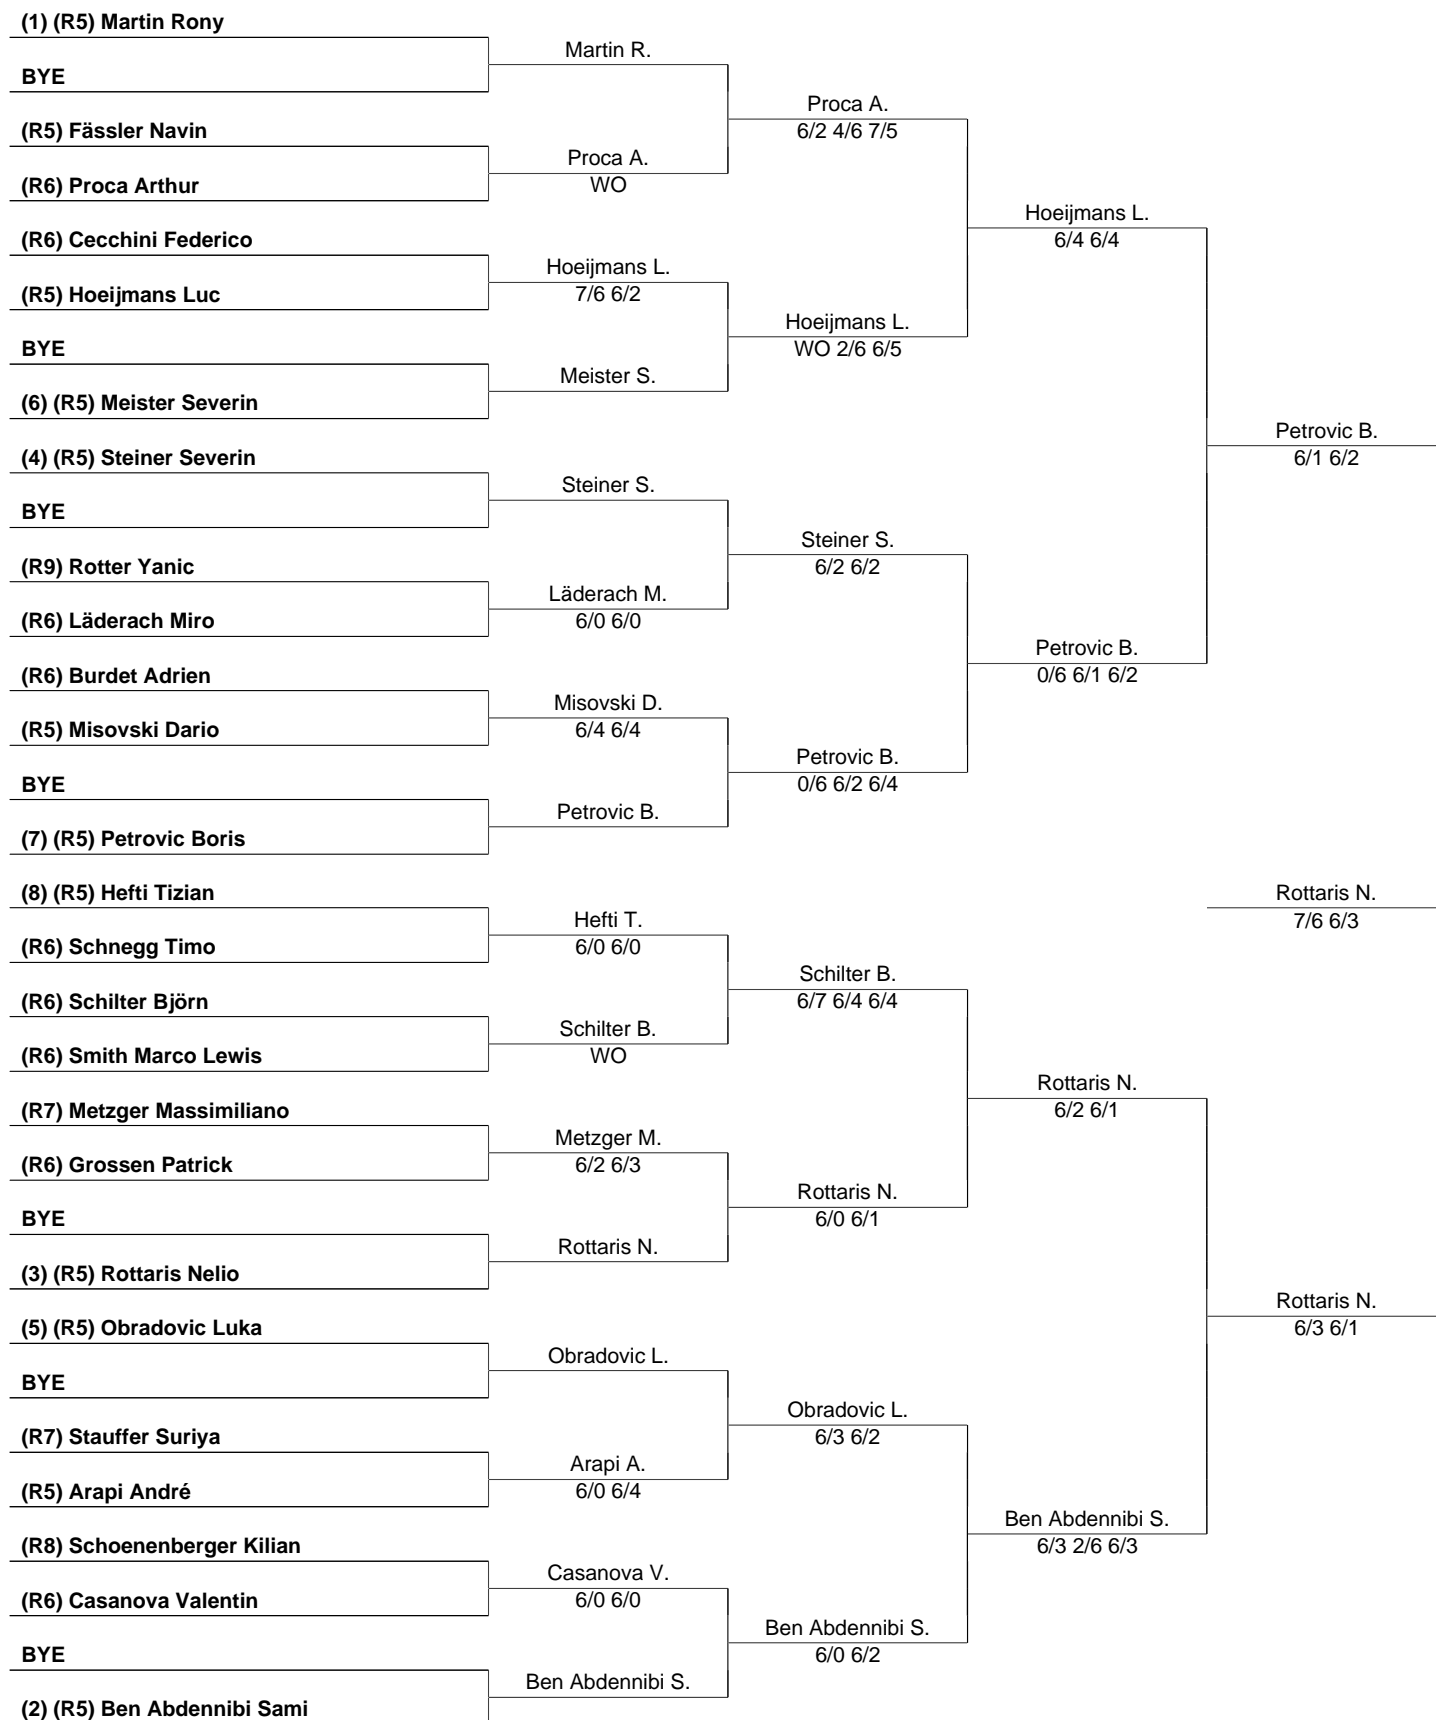 (1) (R5) Martin Rony
BYE
(R5) Fässler Navin
(R6) Proca Arthur
(R6) Cecchini Federico
(R5) Hoeijmans Luc
BYE
(6) (R5) Meister Severin
(4) (R5) Steiner Severin
BYE
(R9) Rotter Yanic
(R6) Läderach Miro
(R6) Burdet Adrien
(R5) Misovski Dario
BYE
(7) (R5) Petrovic Boris
(8) (R5) Hefti Tizian
(R6) Schnegg Timo
(R6) Schilter Björn
(R6) Smith Marco Lewis
(R7) Metzger Massimiliano
(R6) Grossen Patrick
BYE
(3) (R5) Rottaris Nelio
(5) (R5) Obradovic Luka
BYE
(R7) Stauffer Suriya
(R5) Arapi André
(R8) Schoenenberger Kilian
(R6) Casanova Valentin
BYE
(2) (R5) Ben Abdennibi Sami
Martin R.
Proca A.
WO
Hoeijmans L.
7/6 6/2
Meister S.
Steiner S.
Läderach M.
6/0 6/0
Misovski D.
6/4 6/4
Petrovic B.
Hefti T.
6/0 6/0
Schilter B.
WO
Metzger M.
6/2 6/3
Rottaris N.
Obradovic L.
Arapi A.
6/0 6/4
Casanova V.
6/0 6/0
Ben Abdennibi S.
Proca A.
6/2 4/6 7/5
Hoeijmans L.
WO 2/6 6/5
Steiner S.
6/2 6/2
Petrovic B.
0/6 6/2 6/4
Schilter B.
6/7 6/4 6/4
Rottaris N.
6/0 6/1
Obradovic L.
6/3 6/2
Ben Abdennibi S.
6/0 6/2
Hoeijmans L.
6/4 6/4
Petrovic B.
0/6 6/1 6/2
Rottaris N.
6/2 6/1
Ben Abdennibi S.
6/3 2/6 6/3
Petrovic B.
6/1 6/2
Rottaris N.
7/6 6/3
Rottaris N.
6/3 6/1